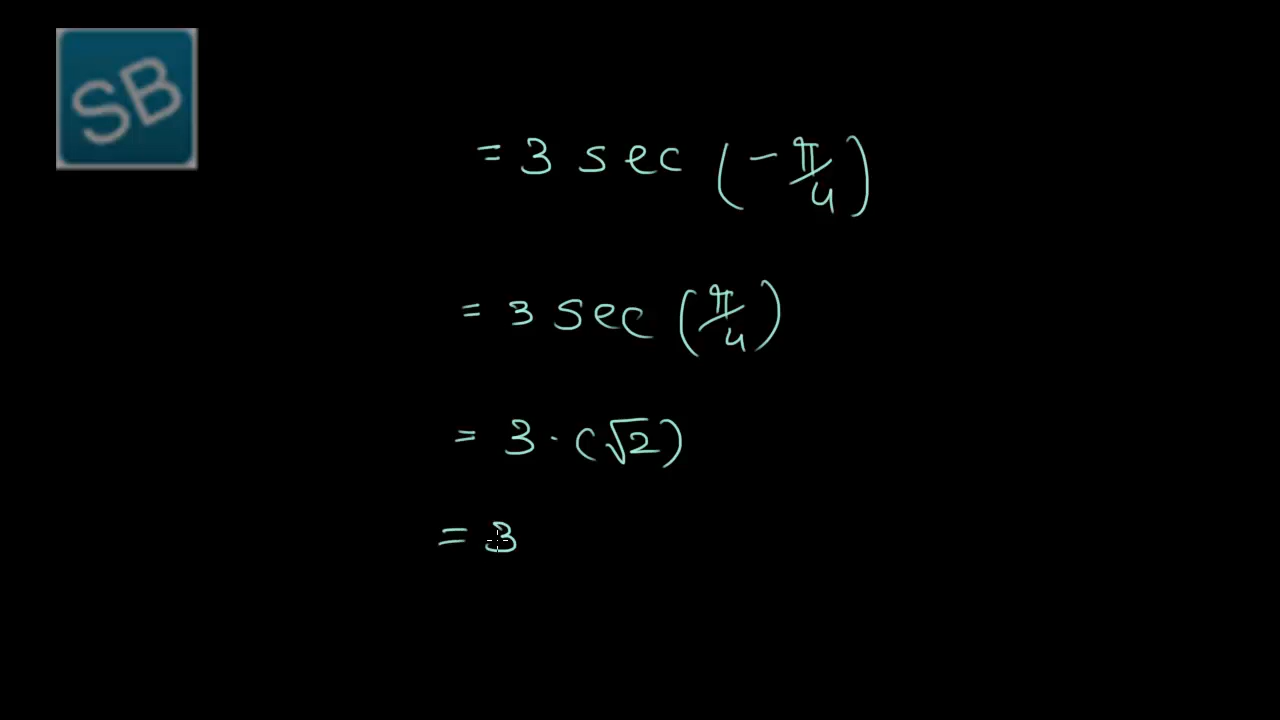 SB
= 3 sec (-π/4)
= 3 sec (π/4)
= 3 · (√2)
= 3